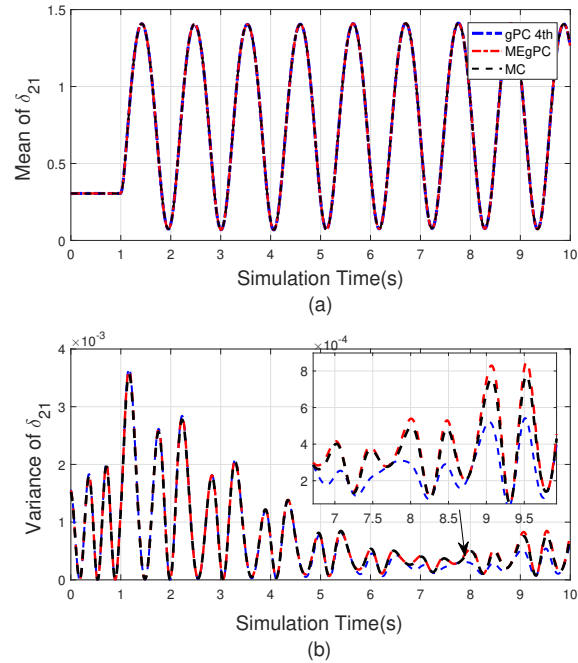 1.5
1
0.5
0
Mean of δ21
gPC 4th
MEgPC
MC
0 1 2 3 4 5 6 7 8 9 10
Simulation Time(s)
(a)
×10-3
4
3
2
1
0
Variance of δ21
×10-4
8
6
4
2
7 7.5 8 8.5 9 9.5
0 1 2 3 4 5 6 7 8 9 10
Simulation Time(s)
(b)